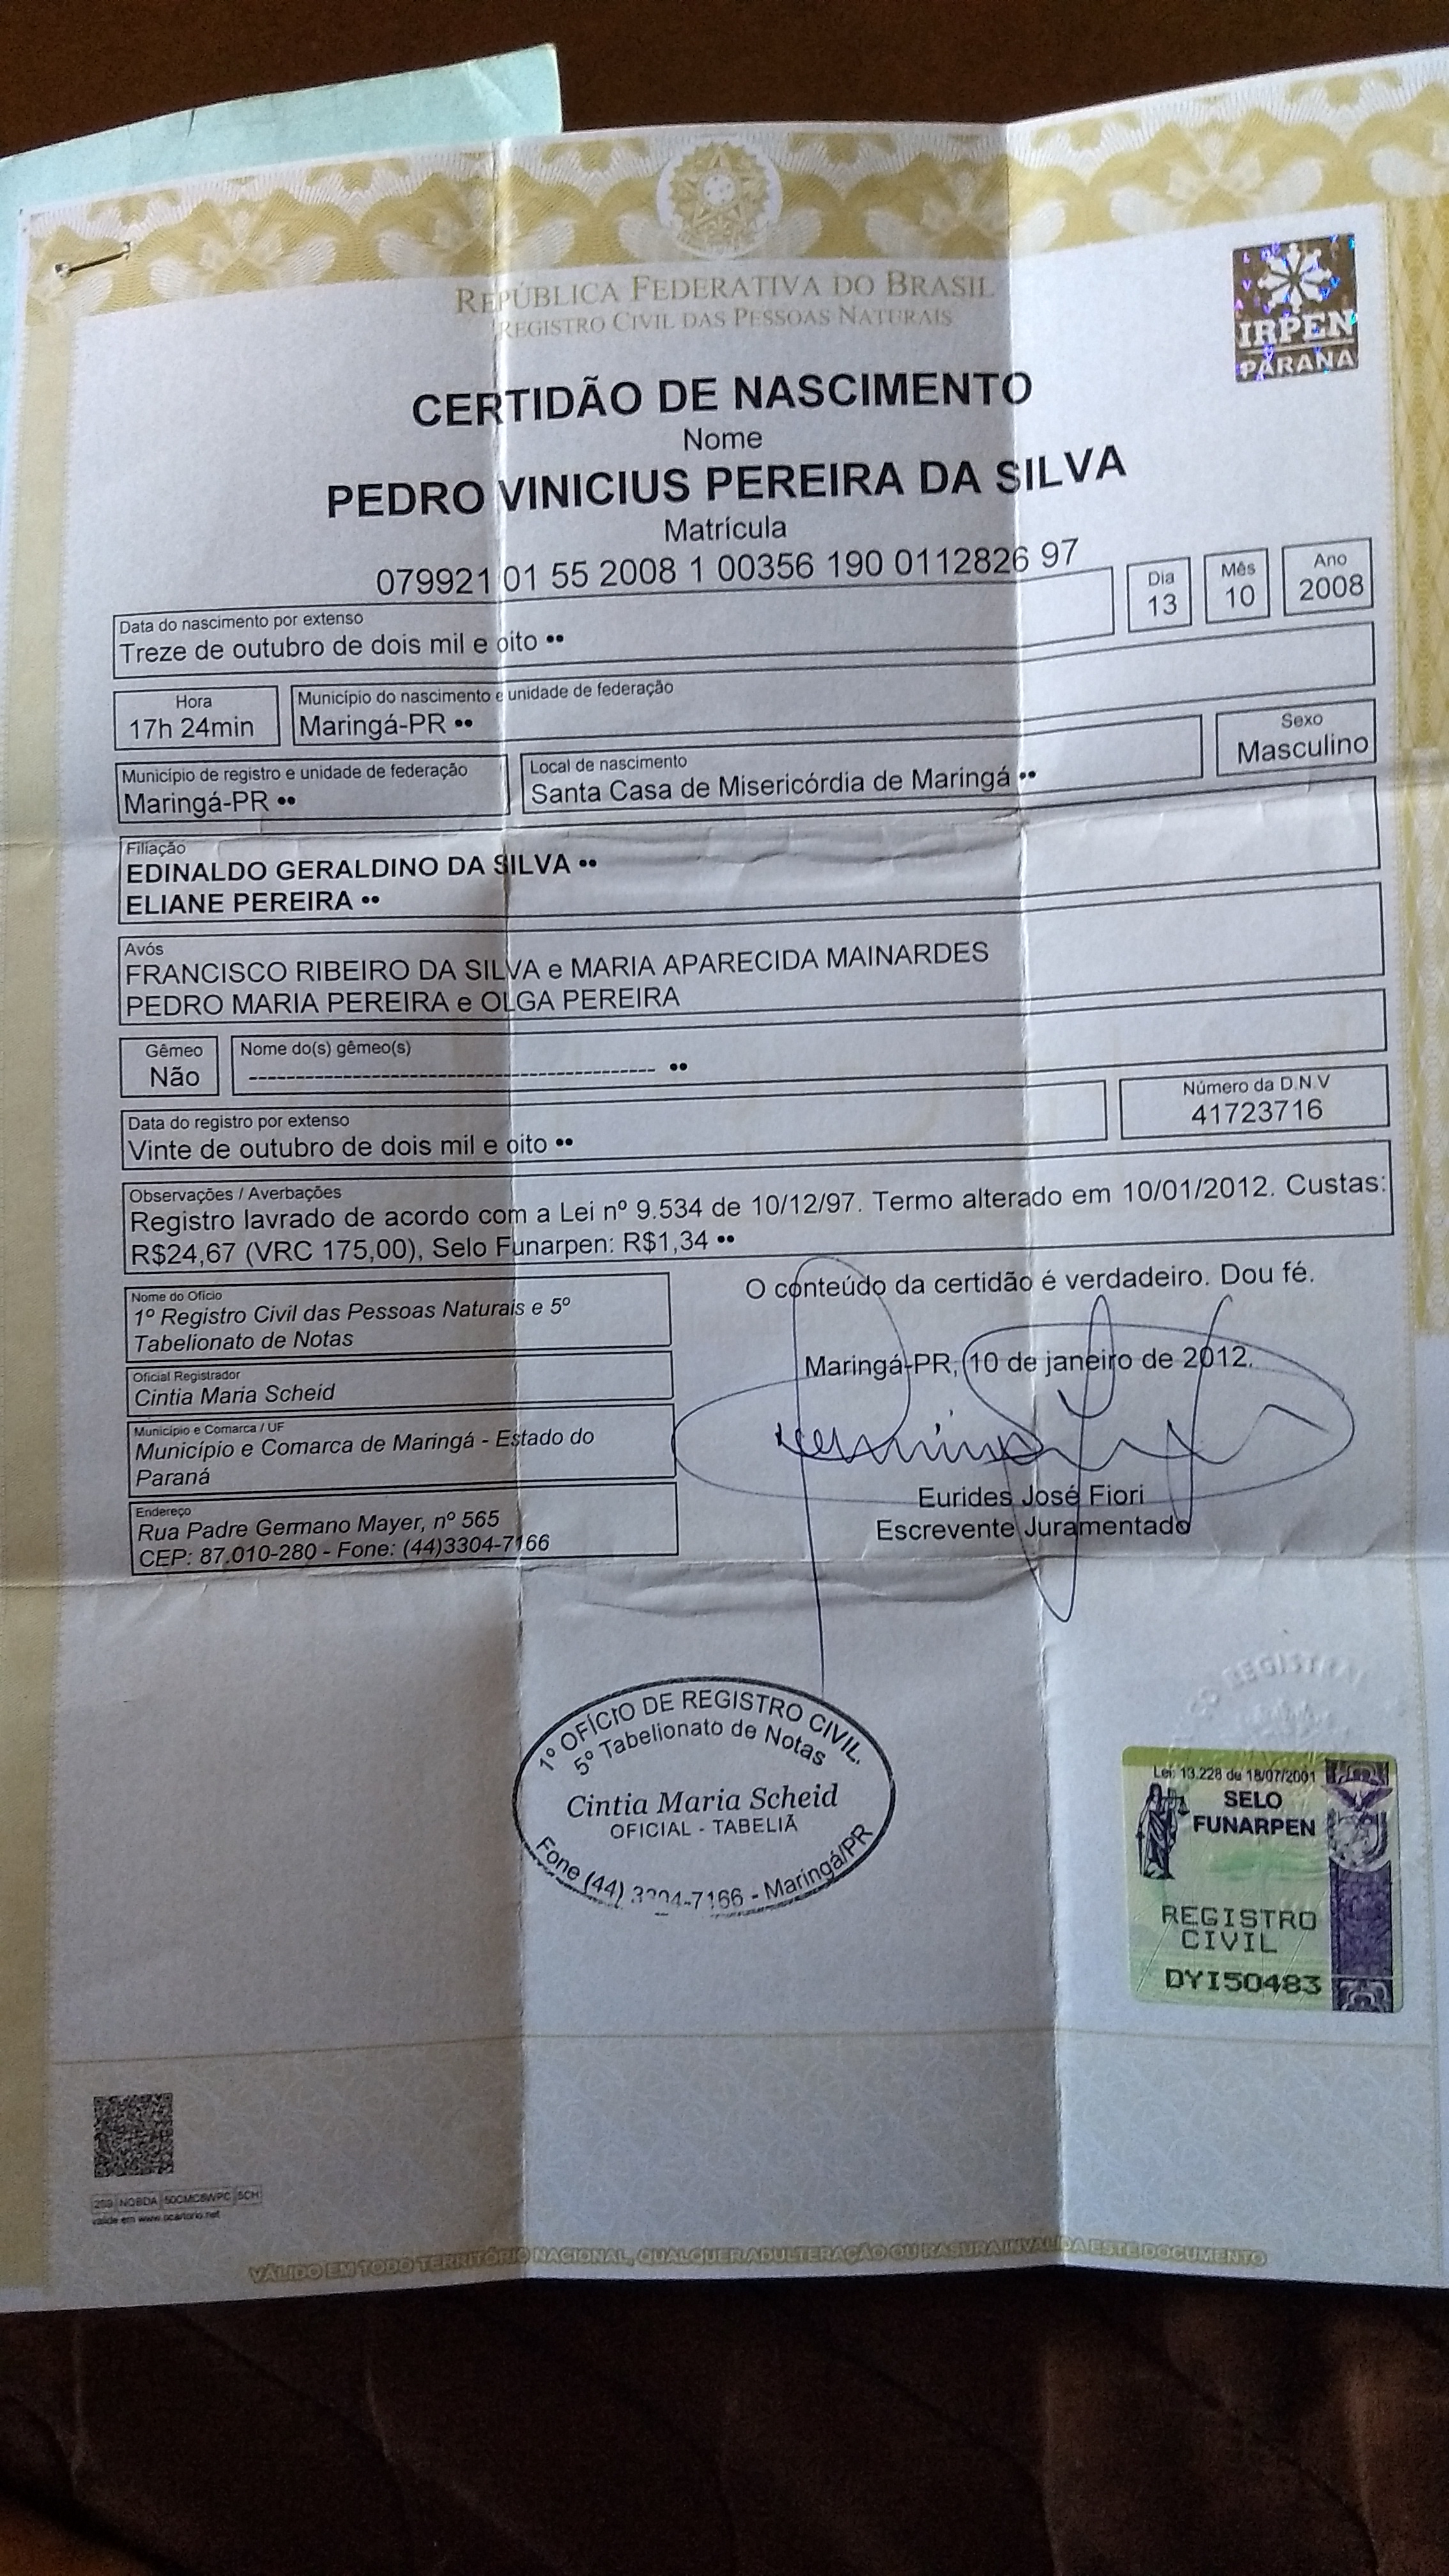 REPÚBLICA FEDERATIVA DO BRASIL
REGISTRO CIVIL DAS PESSOAS NATURAIS
IRPEN
PARANÁ
CERTIDÃO DE NASCIMENTO
Nome
PEDRO VINICIUS PEREIRA DA SILVA
Matrícula
079921 01 55 2008 1 00356 190 0112826 97
Data do nascimento por extenso
Treze de outubro de dois mil e oito ••
Dia
13
Mês
10
Ano
2008
Hora
17h 24min
Município do nascimento e unidade de federação
Maringá-PR ••
Município de registro e unidade de federação
Maringá-PR ••
Local de nascimento
Santa Casa de Misericórdia de Maringá ••
Sexo
Masculino
Filiação
EDINALDO GERALDINO DA SILVA ••
ELIANE PEREIRA ••
Avós
FRANCISCO RIBEIRO DA SILVA e MARIA APARECIDA MAINARDES
PEDRO MARIA PEREIRA e OLGA PEREIRA
Gêmeo
Não
Nome do(s) gêmeo(s)
-------------------------------------------- ••
Data do registro por extenso
Vinte de outubro de dois mil e oito ••
Número da D.N.V
41723716
Observações / Averbações
Registro lavrado de acordo com a Lei nº 9.534 de 10/12/97. Termo alterado em 10/01/2012. Custas:
R$24,67 (VRC 175,00), Selo Funarpen: R$1,34 ••
Nome do Ofício
1º Registro Civil das Pessoas Naturais e 5º
Tabelionato de Notas
Oficial Registrador
Cintia Maria Scheid
Município e Comarca / UF
Município e Comarca de Maringá - Estado do
Paraná
Endereço
Rua Padre Germano Mayer, nº 565
CEP: 87.010-280 - Fone: (44)3304-7166
O conteúdo da certidão é verdadeiro. Dou fé.
Maringá-PR, 10 de janeiro de 2012.
Eurides José Fiori
Escrevente Juramentado
1º OFÍCIO DE REGISTRO CIVIL.
5º Tabelionato de Notas
Cintia Maria Scheid
OFICIAL - TABELIÃ
Fone (44) 3304-7166 - Maringá/PR
Lei: 13.228 de 18/07/2001
SELO
FUNARPEN
REGISTRO
CIVIL
DYI50483
valide em www.ocartorio.net
VÁLIDO EM TODO TERRITÓRIO NACIONAL, QUALQUER ADULTERAÇÃO OU RASURA INVALIDA ESTE DOCUMENTO